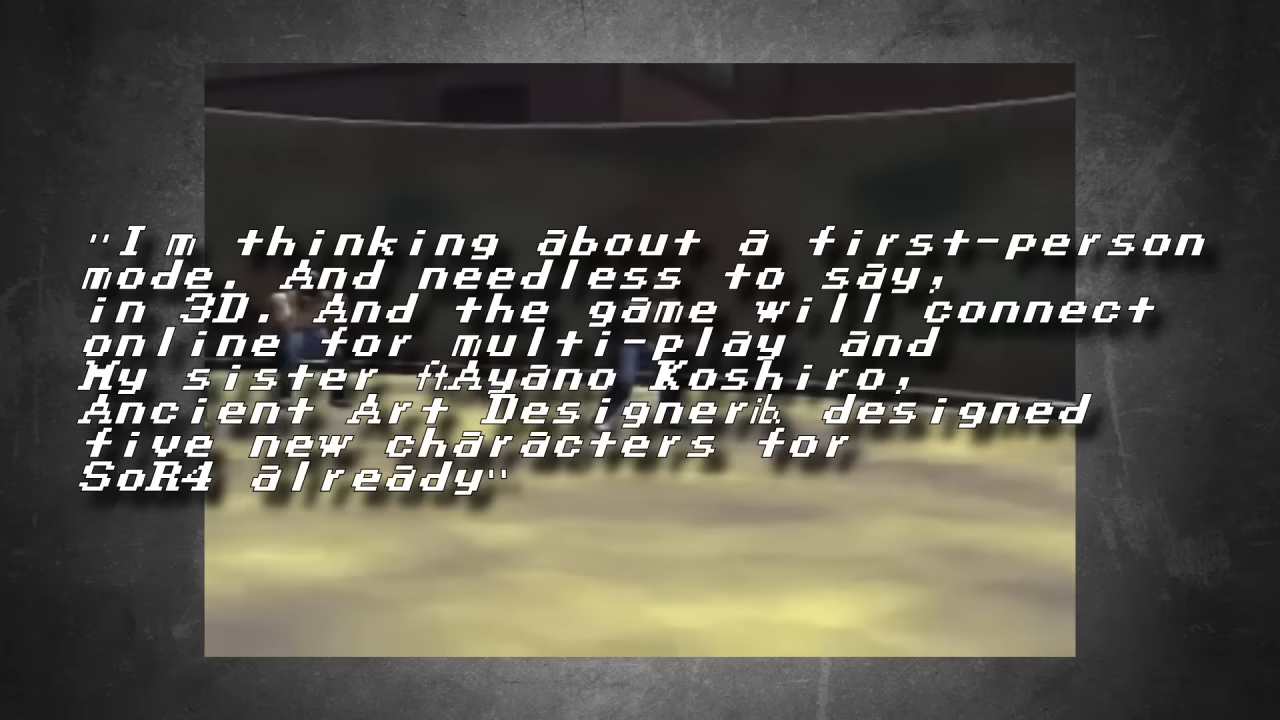 "I m thinking about a first-person
mode. And needless to say,
in 3D. And the game will connect
online for multi-play and
My sister Ayano Koshiro,
Ancient Art Designer designed
five new characters for
SoR4 already"